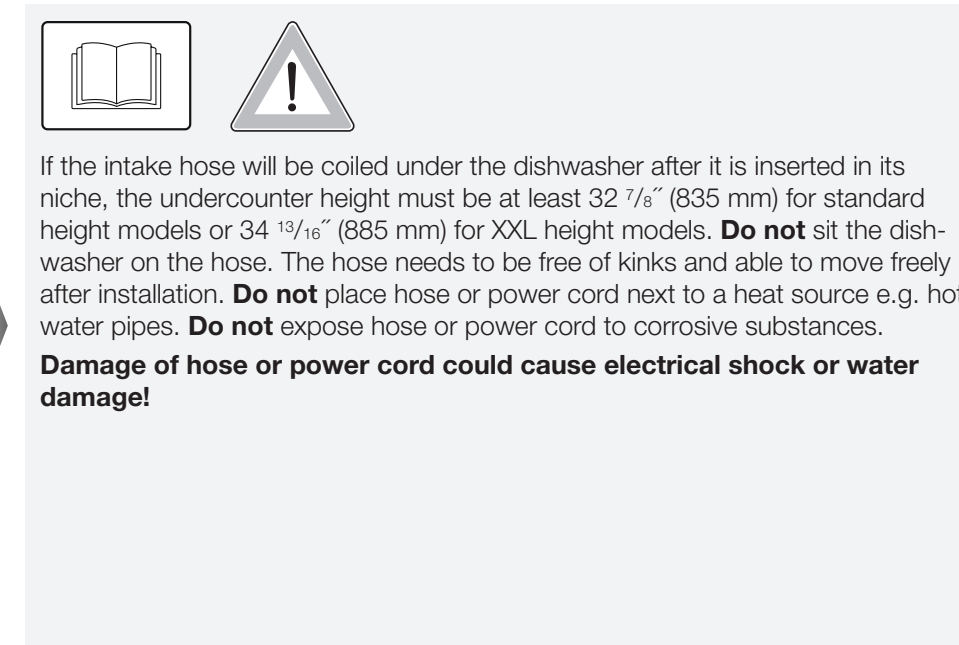 If the intake hose will be coiled under the dishwasher after it is inserted in its
niche, the undercounter height must be at least 32 ⁷/₈˝ (835 mm) for standard
height models or 34 ¹³/₁₆˝ (885 mm) for XXL height models. Do not sit the dish-
washer on the hose. The hose needs to be free of kinks and able to move freely
after installation. Do not place hose or power cord next to a heat source e.g. hot
water pipes. Do not expose hose or power cord to corrosive substances.
Damage of hose or power cord could cause electrical shock or water
damage!